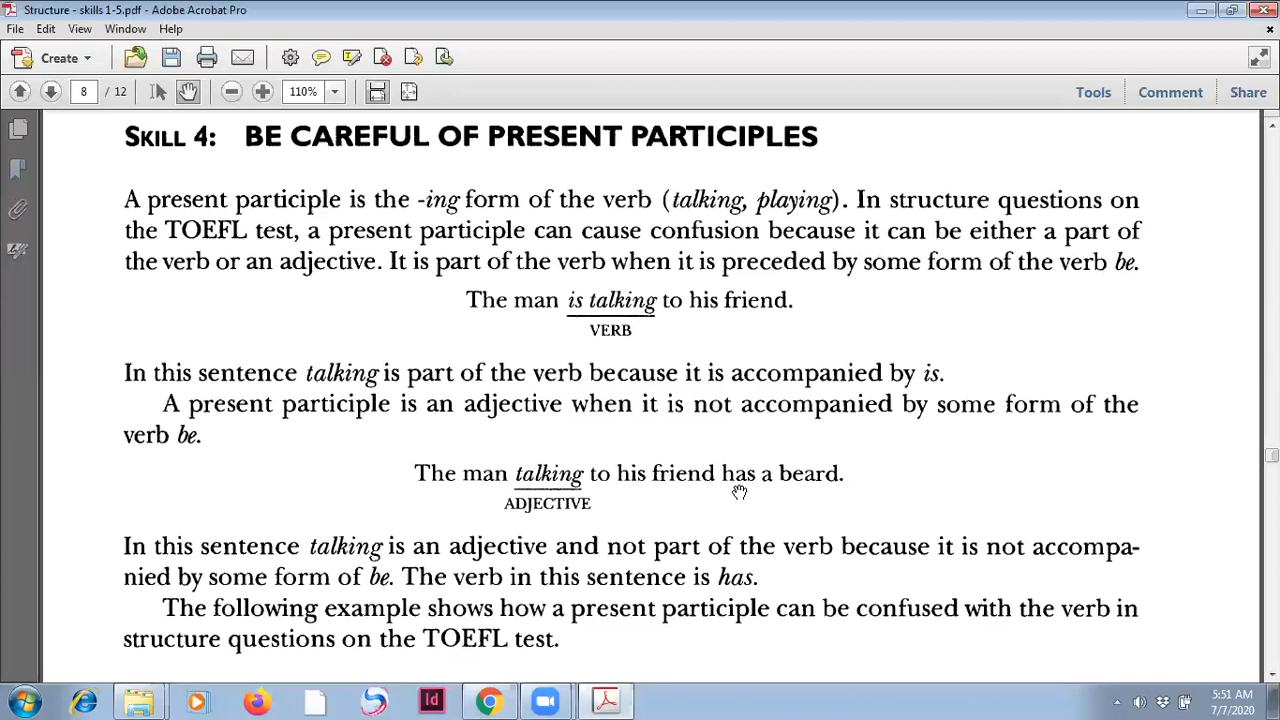 Structure - skills 1-5.pdf - Adobe Acrobat Pro
File Edit View Window Help
Create
8 / 12 110% Tools Comment Share
SKILL 4: BE CAREFUL OF PRESENT PARTICIPLES
A present participle is the -ing form of the verb (talking, playing). In structure questions on
the TOEFL test, a present participle can cause confusion because it can be either a part of
the verb or an adjective. It is part of the verb when it is preceded by some form of the verb be.
The man is talking to his friend.
VERB
In this sentence talking is part of the verb because it is accompanied by is.
A present participle is an adjective when it is not accompanied by some form of the
verb be.
The man talking to his friend has a beard.
ADJECTIVE
In this sentence talking is an adjective and not part of the verb because it is not accompa-
nied by some form of be. The verb in this sentence is has.
The following example shows how a present participle can be confused with the verb in
structure questions on the TOEFL test.
Id
5:51 AM
7/7/2020